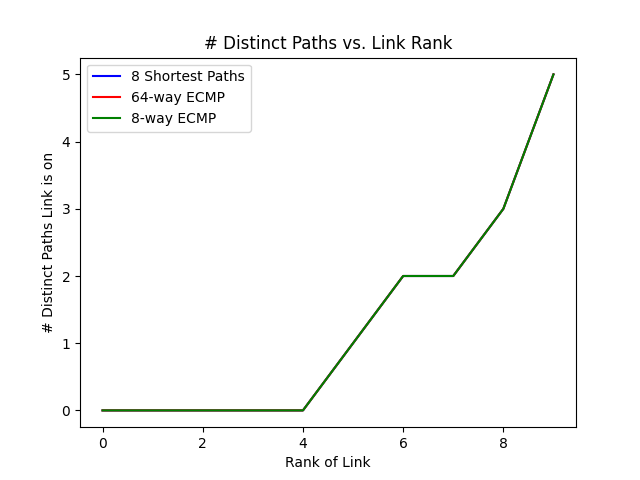 # Distinct Paths vs. Link Rank
8 Shortest Paths
64-way ECMP
8-way ECMP
# Distinct Paths Link is on
5
4
3
2
1
0
0 2 4 6 8
Rank of Link